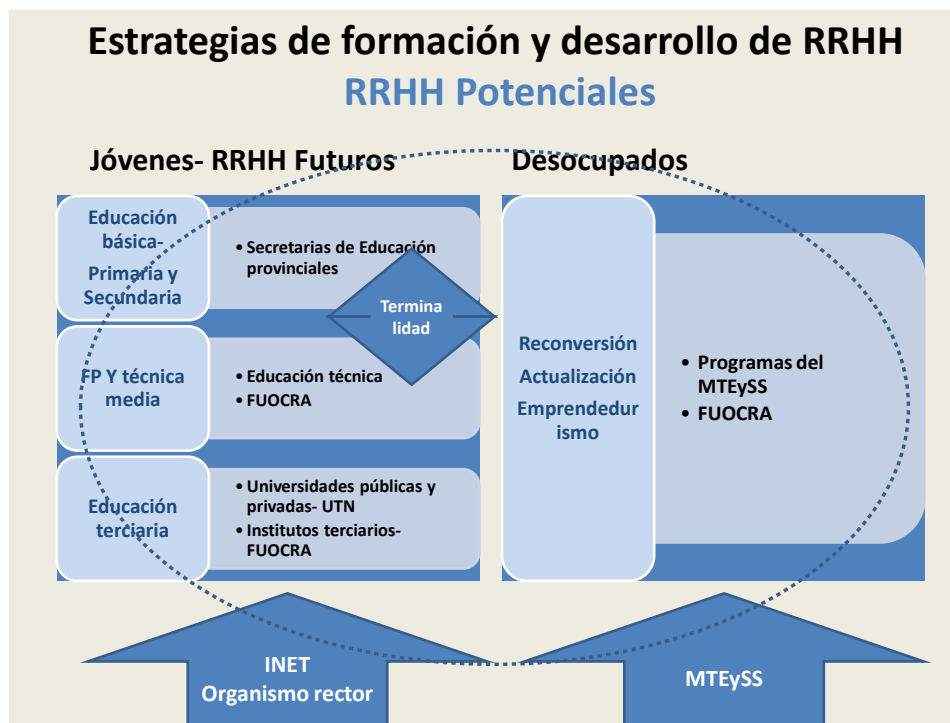 Estrategias de formación y desarrollo de RRHH
RRHH Potenciales
Jóvenes- RRHH Futuros
Educación
básica-
Primaria y
Secundaria
• Secretarias de Educación
provinciales
Termina
lidad
FP Y técnica
media
• Educación técnica
• FUOCRA
Educación
terciaria
• Universidades públicas y
privadas- UTN
• Institutos terciarios-
FUOCRA
Desocupados
Reconversión
Actualización
Emprendedur
ismo
• Programas del
MTEySS
• FUOCRA
INET
Organismo rector
MTEySS